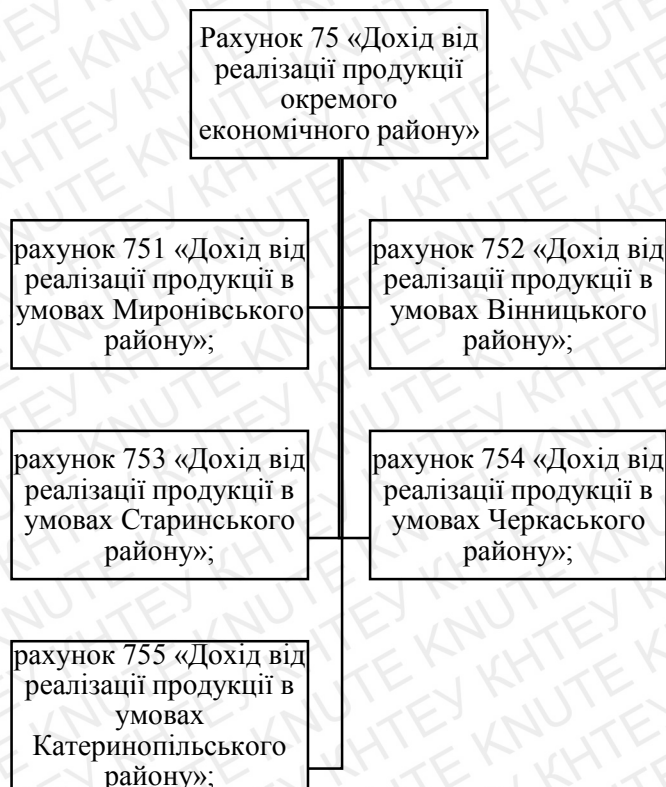 Рахунок 75 «Дохід від
реалізації продукції
окремого
економічного району»
рахунок 751 «Дохід від
реалізації продукції в
умовах Миронівського
району»;
рахунок 752 «Дохід від
реалізації продукції в
умовах Вінницького
району»;
рахунок 753 «Дохід від
реалізації продукції в
умовах Старинського
району»;
рахунок 754 «Дохід від
реалізації продукції в
умовах Черкаського
району»;
рахунок 755 «Дохід від
реалізації продукції в
умовах
Катеринопільського
району»;